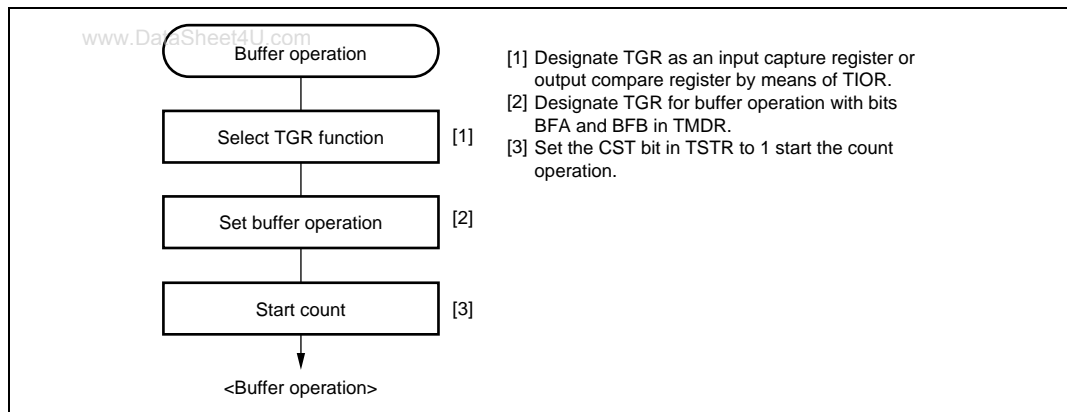 www.DataSheet4U.com
Buffer operation
Select TGR function
[1]
Set buffer operation
[2]
Start count
[3]
<Buffer operation>
[1] Designate TGR as an input capture register or
output compare register by means of TIOR.
[2] Designate TGR for buffer operation with bits
BFA and BFB in TMDR.
[3] Set the CST bit in TSTR to 1 start the count
operation.